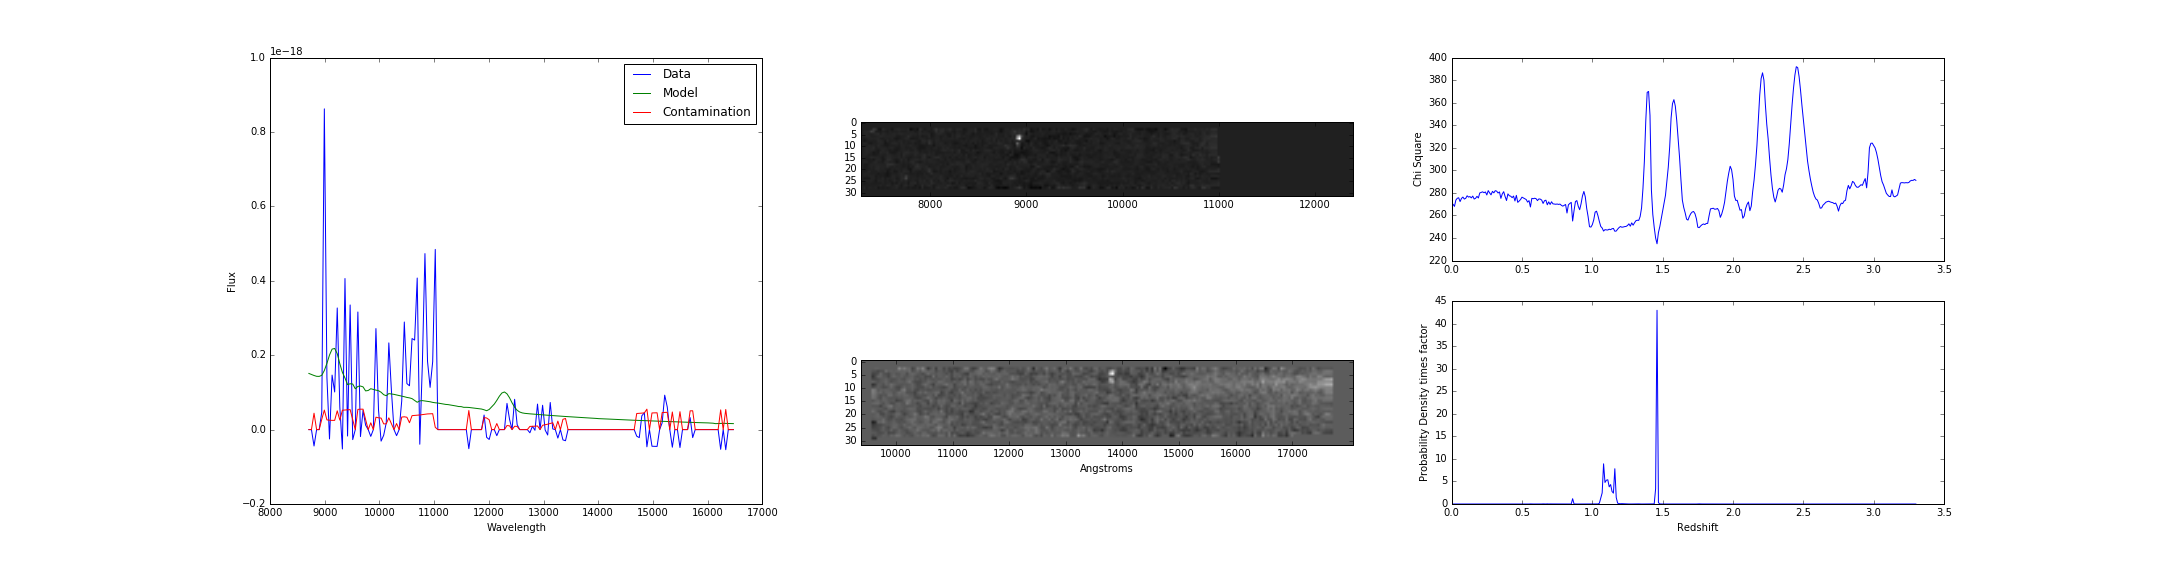 1e−18
1.0
0.8
0.6
0.4
0.2
0.0
−0.2
Flux
8000 9000 10000 11000 12000 13000 14000 15000 16000 17000
Wavelength
Data
Model
Contamination
0
5
10
15
20
25
30
8000 9000 10000 11000 12000
0
5
10
15
20
25
30
10000 11000 12000 13000 14000 15000 16000 17000
Angstroms
400
380
360
340
320
300
280
260
240
220
Chi Square
0.0 0.5 1.0 1.5 2.0 2.5 3.0 3.5
45
40
35
30
25
20
15
10
5
0
Probability Density times factor
0.0 0.5 1.0 1.5 2.0 2.5 3.0 3.5
Redshift